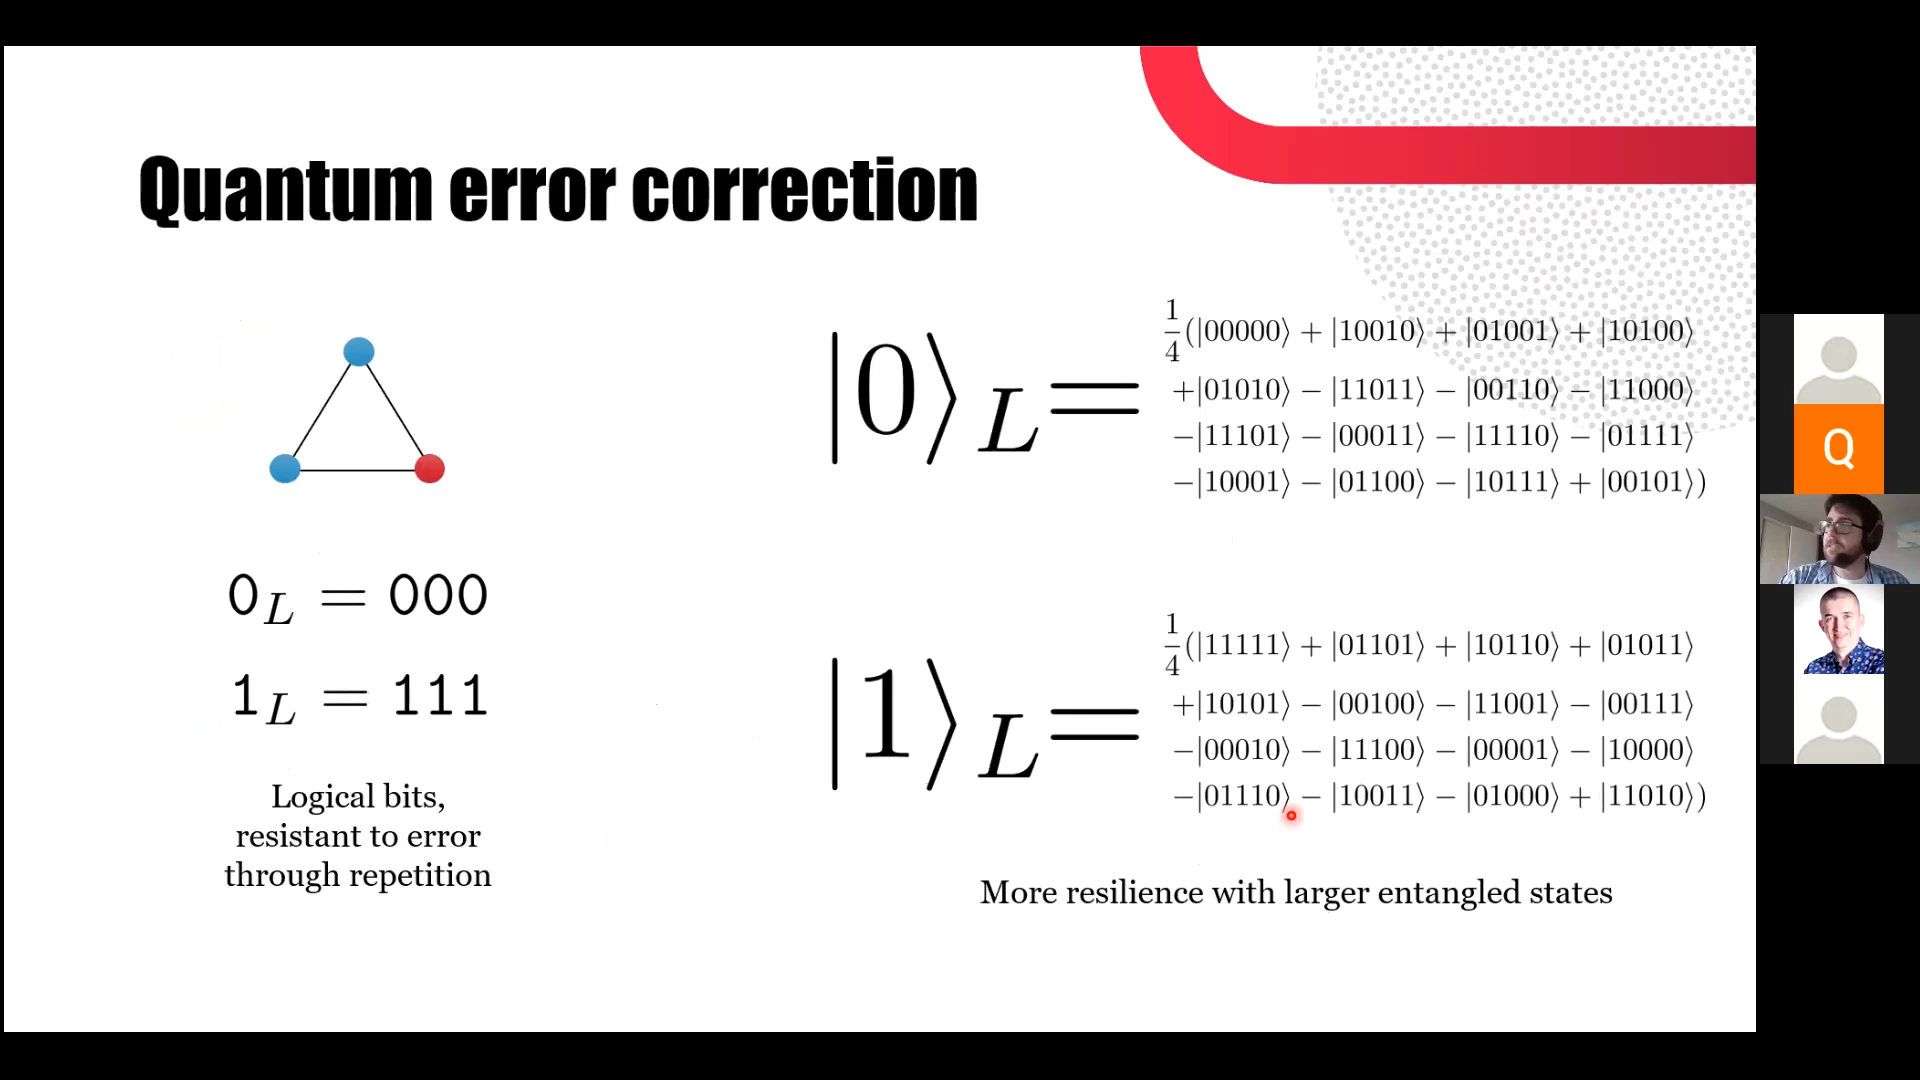 Quantum error correction
0_L = 000
1_L = 111
Logical bits,
resistant to error
through repetition
|0⟩_L =
1/4(|00000⟩ + |10010⟩ + |01001⟩ + |10100⟩
+|01010⟩ − |11011⟩ − |00110⟩ − |11000⟩
−|11101⟩ − |00011⟩ − |11110⟩ − |01111⟩
−|10001⟩ − |01100⟩ − |10111⟩ + |00101⟩)
|1⟩_L =
1/4(|11111⟩ + |01101⟩ + |10110⟩ + |01011⟩
+|10101⟩ − |00100⟩ − |11001⟩ − |00111⟩
−|00010⟩ − |11100⟩ − |00001⟩ − |10000⟩
−|01110⟩ − |10011⟩ − |01000⟩ + |11010⟩)
More resilience with larger entangled states
Q